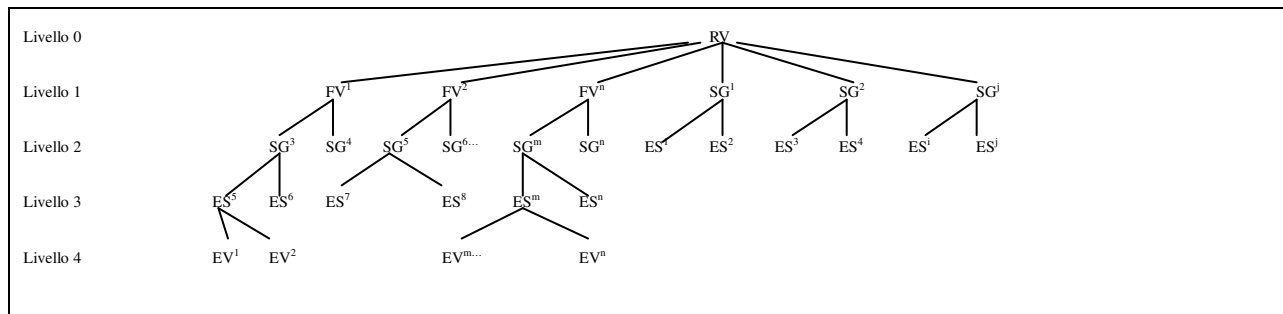 Livello 0 RV
Livello 1 FV¹ FV² FVⁿ SG¹ SG² SGʲ
Livello 2 SG³ SG⁴ SG⁵ SG⁶… SGᵐ SGⁿ ES¹ ES² ES³ ES⁴ ESⁱ ESʲ
Livello 3 ES⁵ ES⁶ ES⁷ ES⁸ ESᵐ ESⁿ
Livello 4 EV¹ EV² EVᵐ… EVⁿ